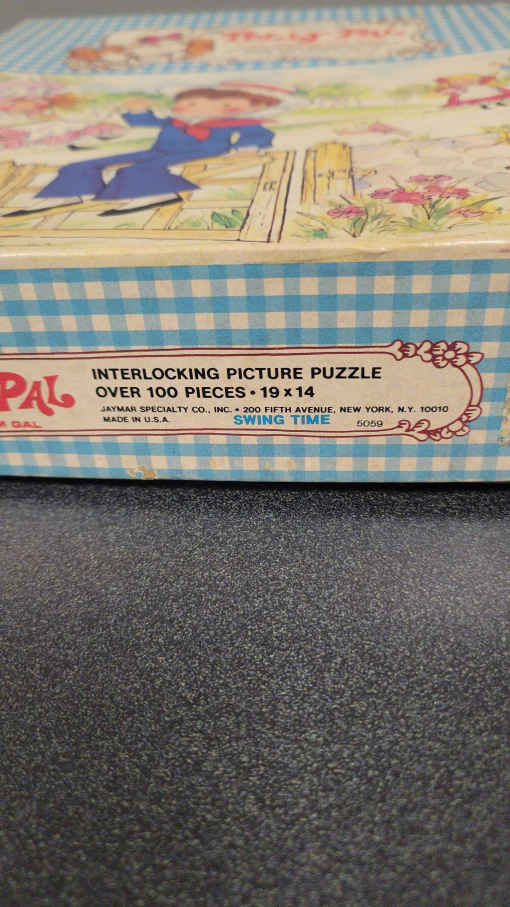 PAL
GAL
INTERLOCKING PICTURE PUZZLE
OVER 100 PIECES • 19 x 14
JAYMAR SPECIALTY CO., INC. • 200 FIFTH AVENUE, NEW YORK, N.Y. 10010
MADE IN U.S.A. SWING TIME 5059